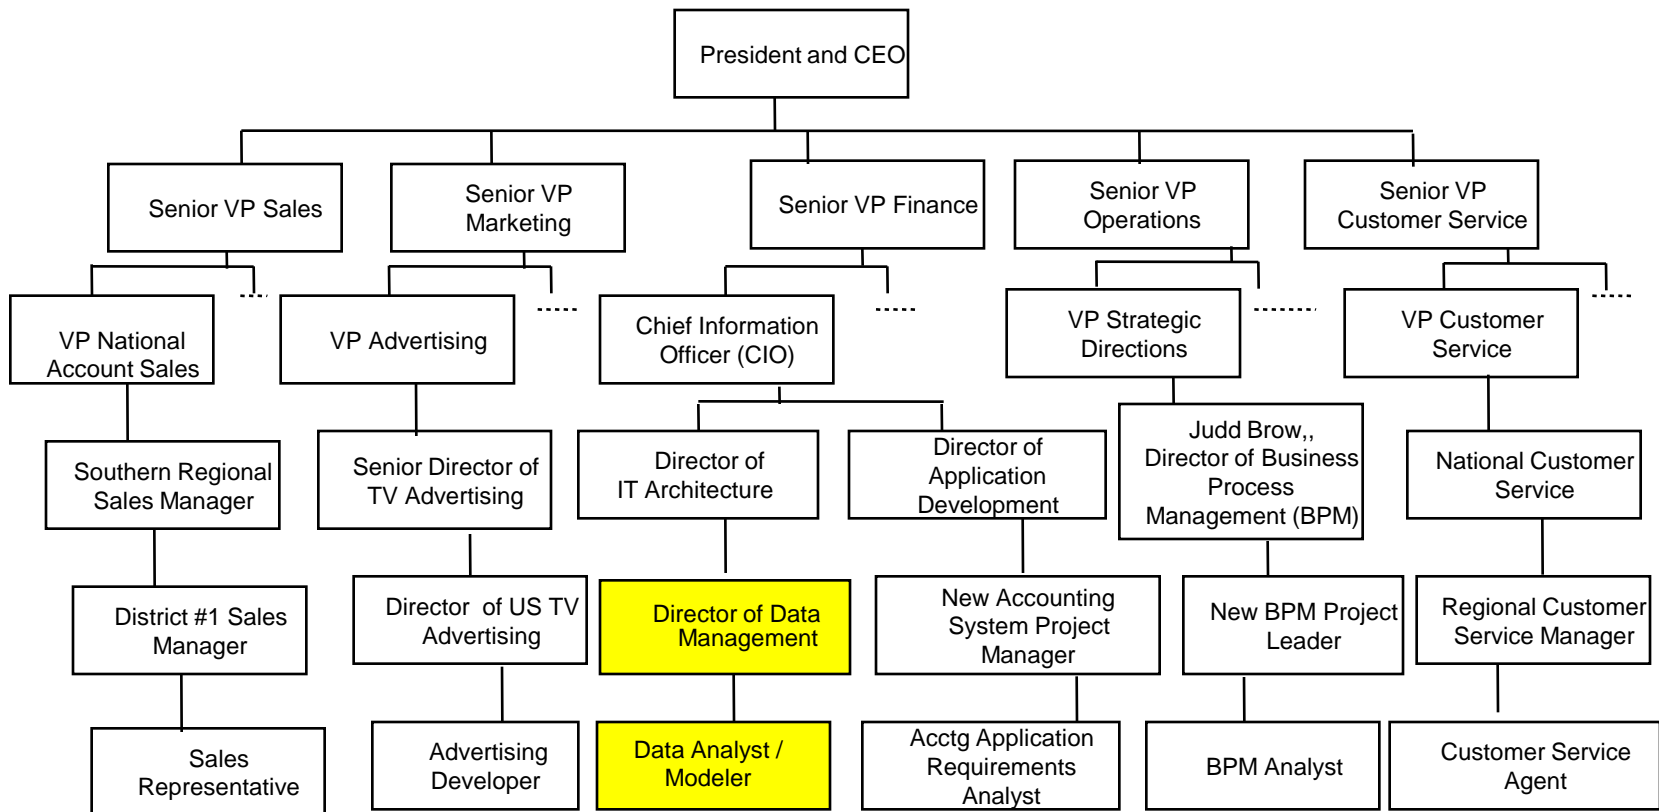 President and CEO
Senior VP Sales
Senior VP
Marketing
Senior VP Finance
Senior VP
Operations
Senior VP
Customer Service
VP National
Account Sales
VP Advertising
Chief Information
Officer (CIO)
VP Strategic
Directions
VP Customer
Service
Southern Regional
Sales Manager
Senior Director of
TV Advertising
Director of
IT Architecture
Director of
Application
Development
Judd Brow,,
Director of Business
Process
Management (BPM)
National Customer
Service
District #1 Sales
Manager
Director of US TV
Advertising
Director of Data
Management
New Accounting
System Project
Manager
New BPM Project
Leader
Regional Customer
Service Manager
Sales
Representative
Advertising
Developer
Data Analyst /
Modeler
Acctg Application
Requirements
Analyst
BPM Analyst
Customer Service
Agent